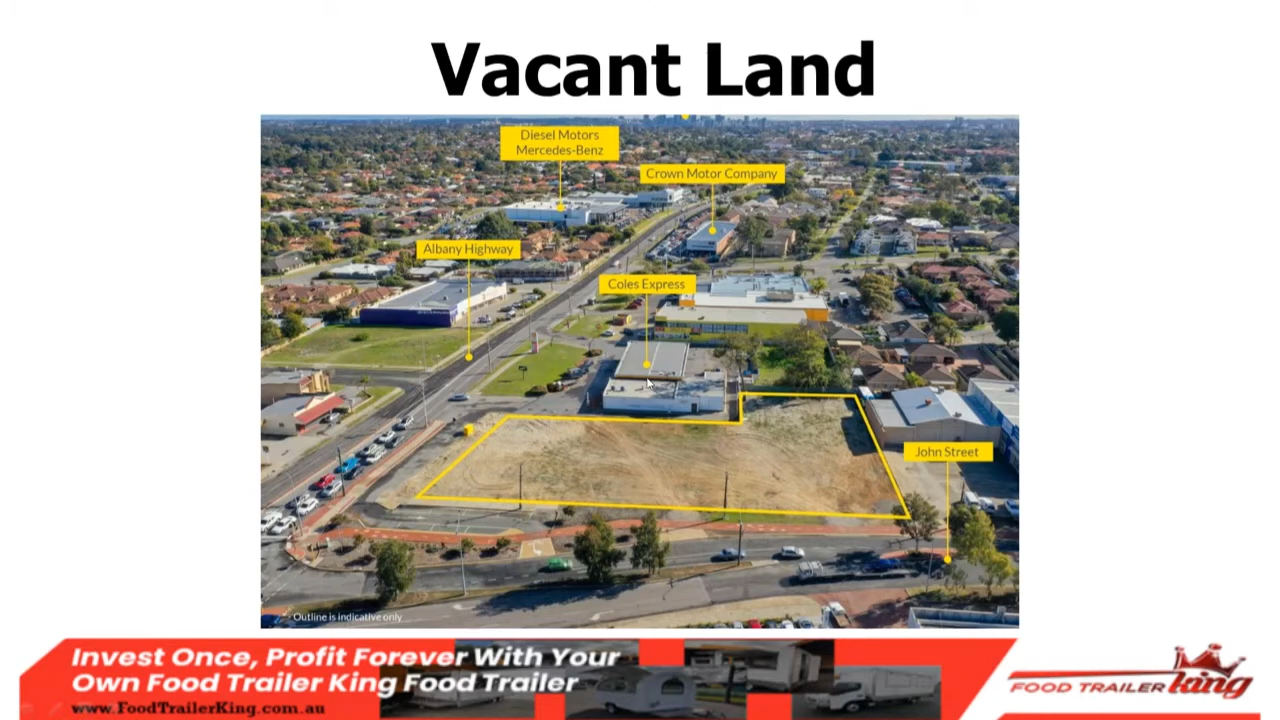 Vacant Land
Diesel Motors
Mercedes-Benz
Crown Motor Company
Albany Highway
Coles Express
John Street
Outline is indicative only
Invest Once, Profit Forever With Your
Own Food Trailer King Food Trailer
www.FoodTrailerKing.com.au
FOOD TRAILER King